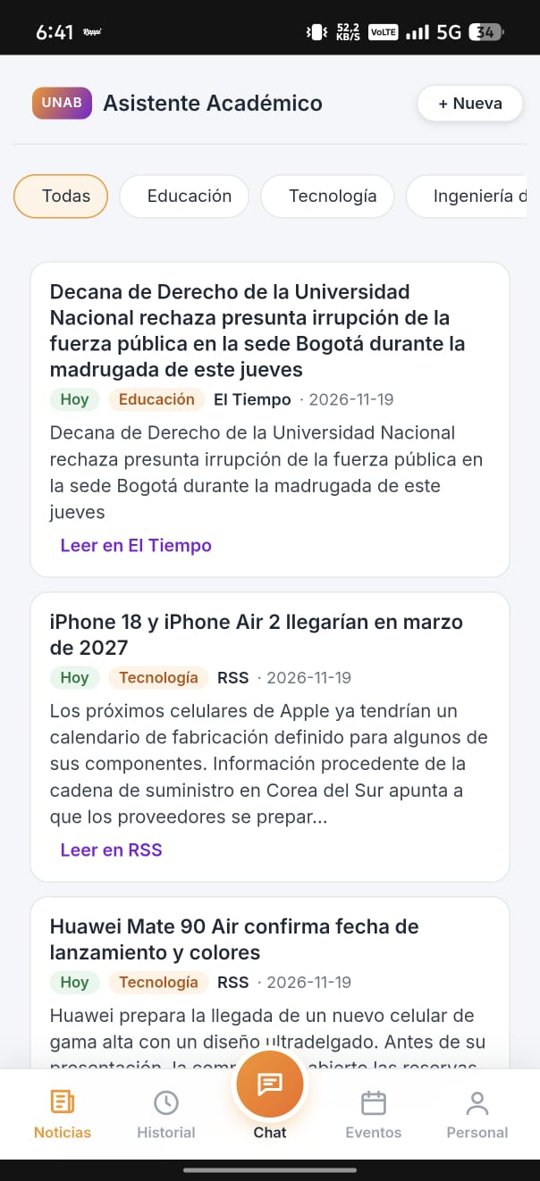 6:41 Rappi 52,2 KB/S VoLTE 5G 34
UNAB Asistente Académico + Nueva
Todas Educación Tecnología Ingeniería d
Decana de Derecho de la Universidad
Nacional rechaza presunta irrupción de la
fuerza pública en la sede Bogotá durante la
madrugada de este jueves
Hoy Educación El Tiempo · 2026-11-19
Decana de Derecho de la Universidad Nacional
rechaza presunta irrupción de la fuerza pública en
la sede Bogotá durante la madrugada de este
jueves
Leer en El Tiempo
iPhone 18 y iPhone Air 2 llegarían en marzo
de 2027
Hoy Tecnología RSS · 2026-11-19
Los próximos celulares de Apple ya tendrían un
calendario de fabricación definido para algunos de
sus componentes. Información procedente de la
cadena de suministro en Corea del Sur apunta a
que los proveedores se prepar...
Leer en RSS
Huawei Mate 90 Air confirma fecha de
lanzamiento y colores
Hoy Tecnología RSS · 2026-11-19
Huawei prepara la llegada de un nuevo celular de
gama alta con un diseño ultradelgado. Antes de su
presentación, la abierto las reservas
Noticias Historial Chat Eventos Personal